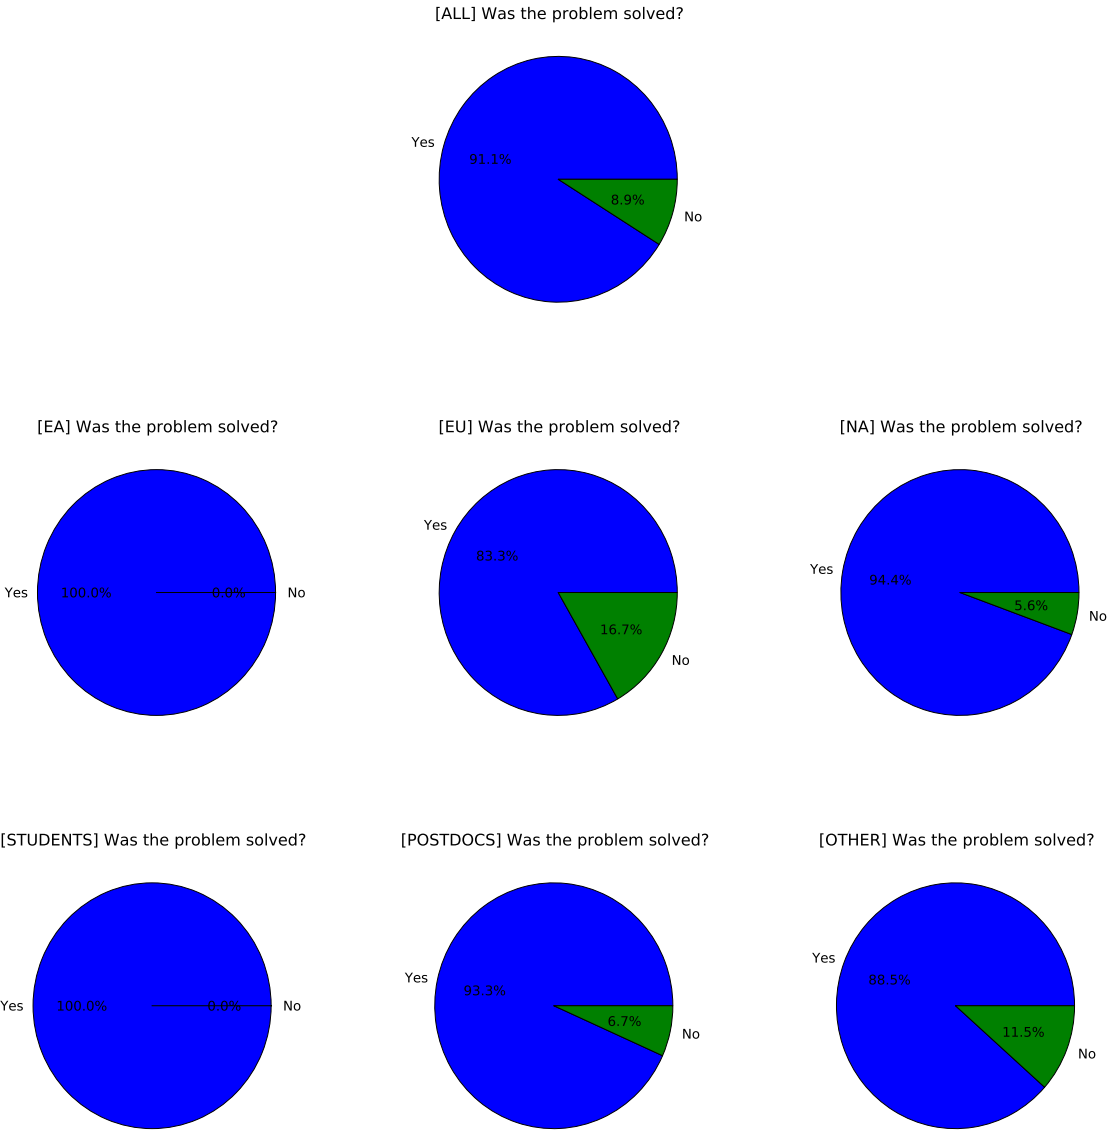 [ALL] Was the problem solved?
Yes
91.1%
8.9%
No
[EA] Was the problem solved?
Yes
100.0%
0.0%
No
[EU] Was the problem solved?
Yes
83.3%
16.7%
No
[NA] Was the problem solved?
Yes
94.4%
5.6%
No
[STUDENTS] Was the problem solved?
Yes
100.0%
0.0%
No
[POSTDOCS] Was the problem solved?
Yes
93.3%
6.7%
No
[OTHER] Was the problem solved?
Yes
88.5%
11.5%
No